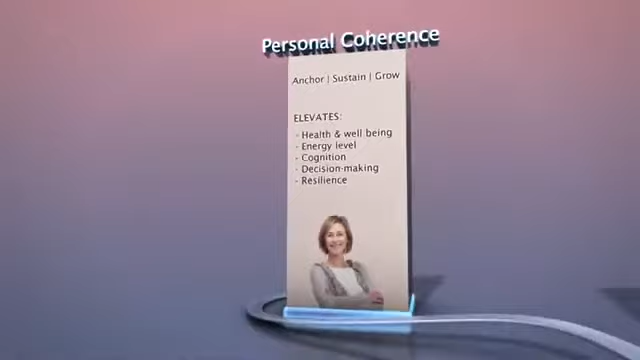 Personal Coherence
Anchor | Sustain | Grow
ELEVATES:
- Health & well being
- Energy level
- Cognition
- Decision-making
- Resilience